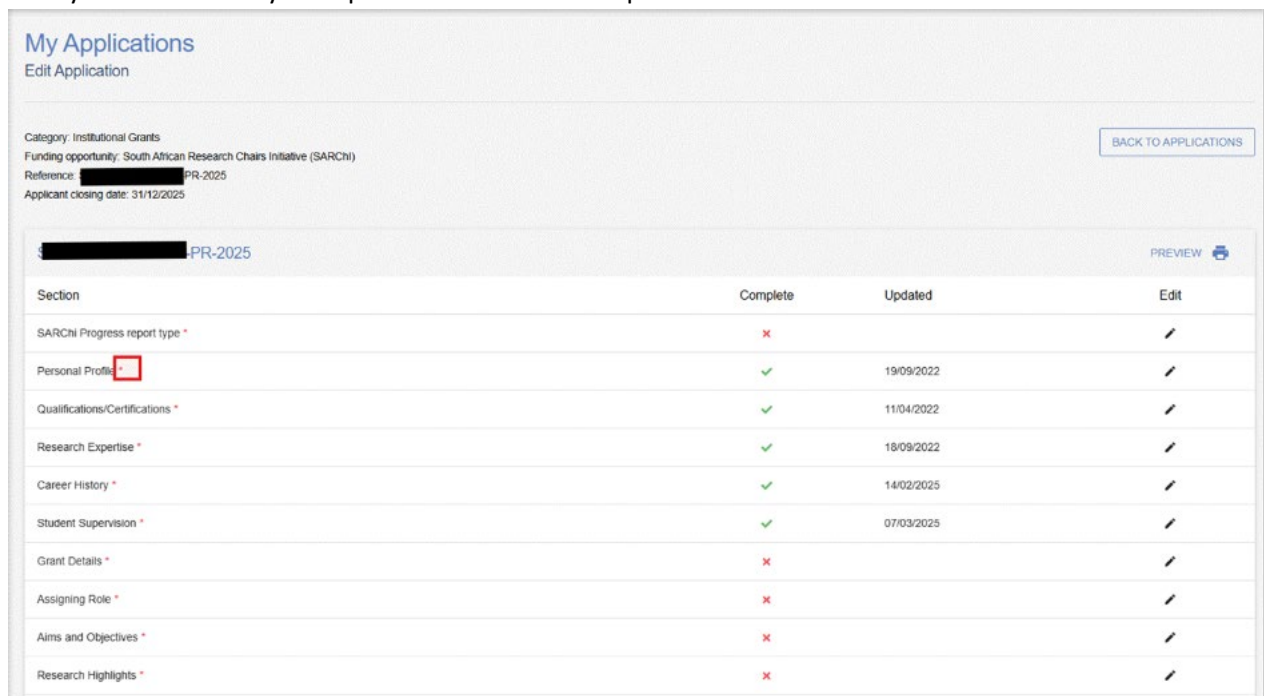 My Applications
Edit Application
Category: Institutional Grants
BACK TO APPLICATIONS
Funding opportunity: South African Research Chairs Initiative (SARChI)
Reference: PR-2025
Applicant closing date: 31/12/2025
-PR-2025 PREVIEW
Section Complete Updated Edit
SARChi Progress report type *
Personal Profile * 19/09/2022
Qualifications/Certifications * 11/04/2022
Research Expertise * 18/09/2022
Career History * 14/02/2025
Student Supervision * 07/03/2025
Grant Details *
Assigning Role *
Aims and Objectives *
Research Highlights *